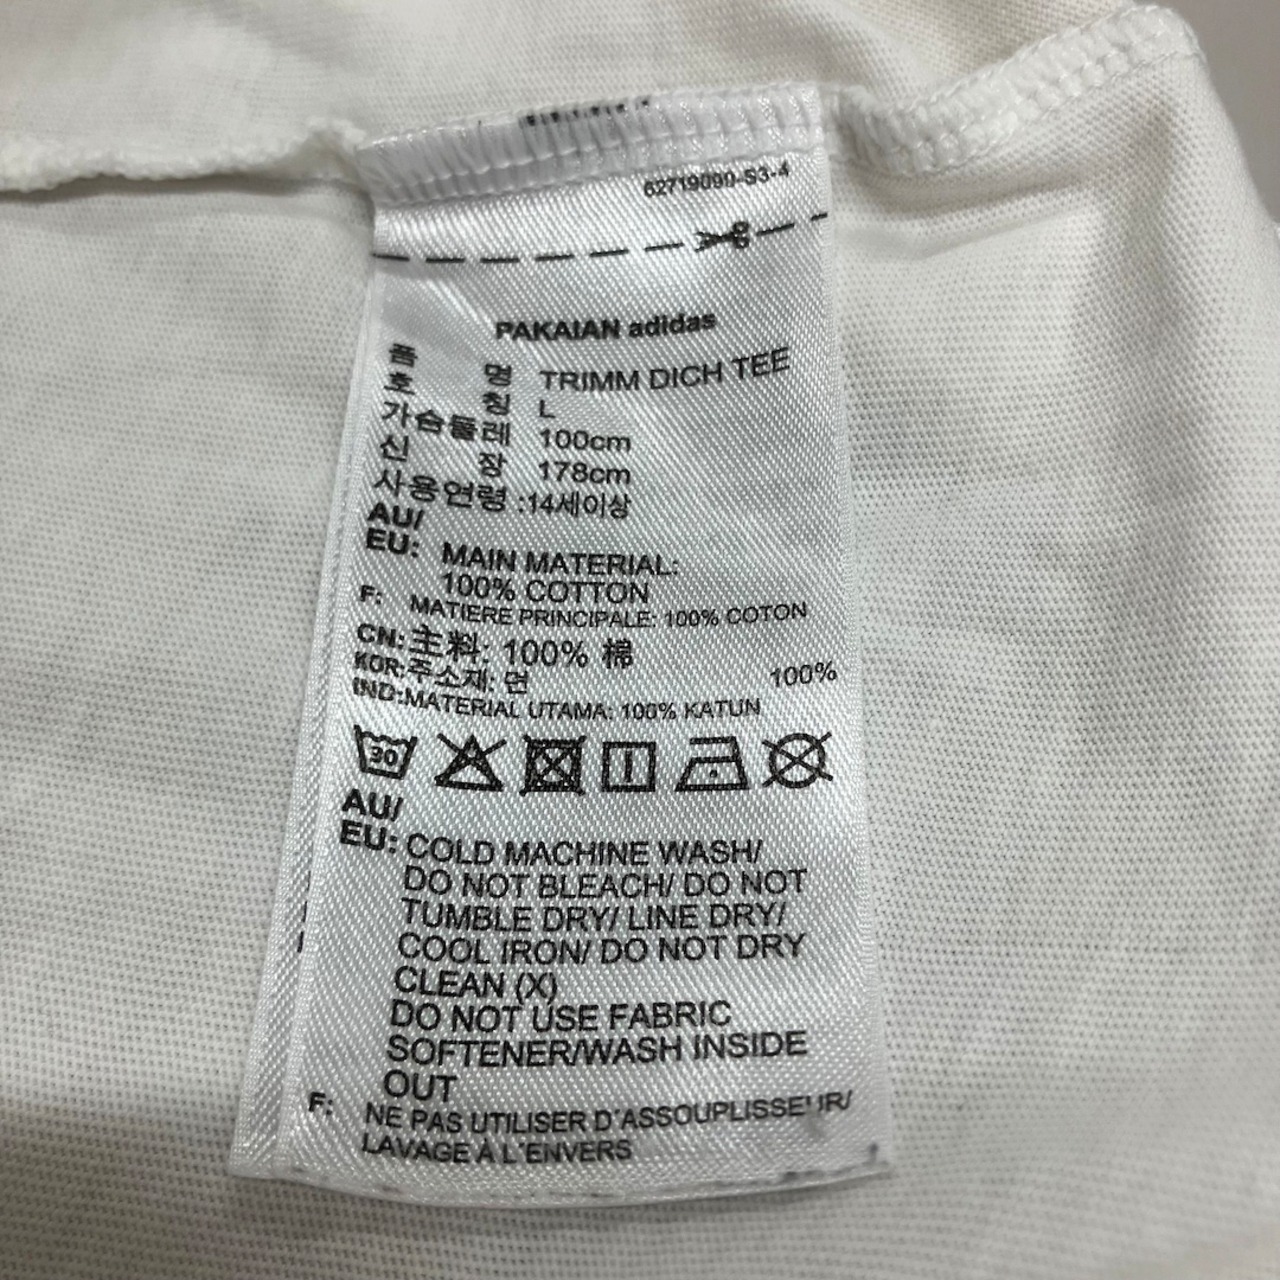 62719090-S3-4
PAKAIAN adidas
품 명 TRIMM DICH TEE
호 칭 L
가슴둘레 100cm
신 장 178cm
사용연령 :14세이상
AU/
EU: MAIN MATERIAL:
100% COTTON
F: MATIERE PRINCIPALE: 100% COTON
CN:主料: 100% 棉
KOR:주소재: 면 100%
IND:MATERIAL UTAMA: 100% KATUN
30
AU/
EU: COLD MACHINE WASH/
DO NOT BLEACH/ DO NOT
TUMBLE DRY/ LINE DRY/
COOL IRON/ DO NOT DRY
CLEAN (X)
DO NOT USE FABRIC
SOFTENER/WASH INSIDE
OUT
F: NE PAS UTILISER D'ASSOUPLISSEUR/
LAVAGE À L'ENVERS